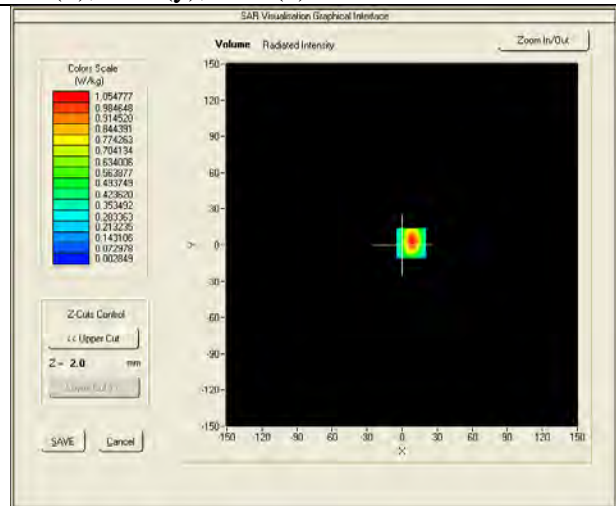 SAR Visualisation Graphical Interface
Volume Radiated Intensity
Zoom In/Out
Colors Scale
(W/kg)
1.054777
0.984648
0.914520
0.844391
0.774263
0.704134
0.634006
0.563877
0.493749
0.423620
0.353492
0.283363
0.213235
0.143106
0.072978
0.002849
150
120
90
60
30
0
-30
-60
-90
-120
-150
Y
-150 -120 -90 -60 -30 0 30 60 90 120 150
X
Z-Cuts Control
<< Upper Cut
Z = 2.0 mm
SAVE
Cancel